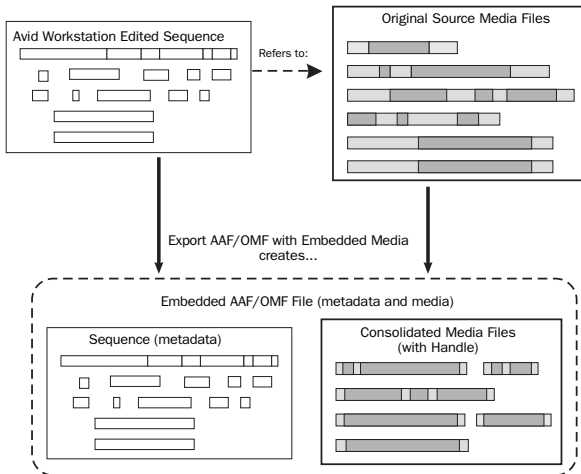 Avid Workstation Edited Sequence
Refers to:
Original Source Media Files
Export AAF/OMF with Embedded Media
creates...
Embedded AAF/OMF File (metadata and media)
Sequence (metadata)
Consolidated Media Files
(with Handle)